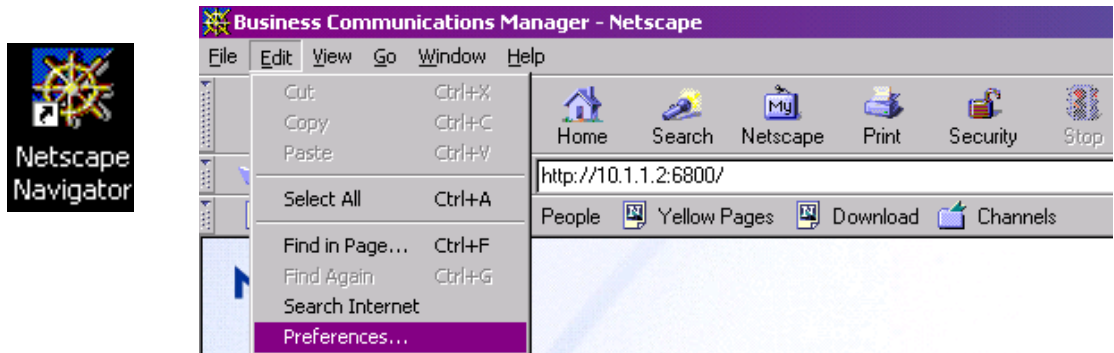 Netscape
Navigator
Business Communications Manager - Netscape
File Edit View Go Window Help
Cut Ctrl+X
Copy Ctrl+C
Paste Ctrl+V
Select All Ctrl+A
Find in Page... Ctrl+F
Find Again Ctrl+G
Search Internet
Preferences...
My
Home Search Netscape Print Security Stop
http://10.1.1.2:6800/
People N Yellow Pages N Download Channels
N